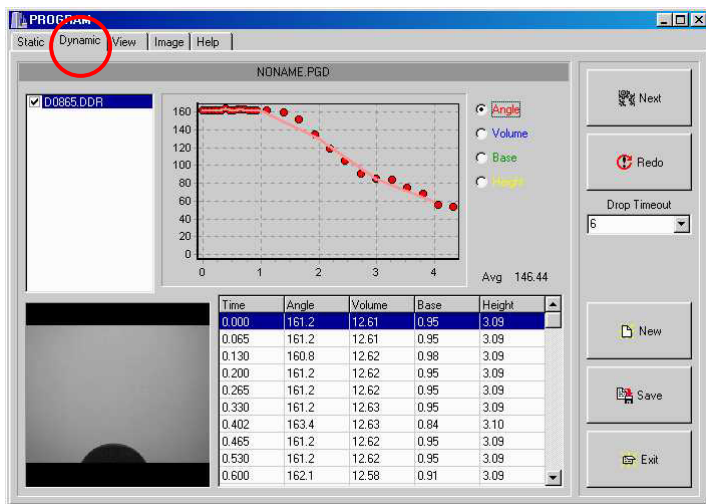 PROGRAM
Static Dynamic View Image Help
NONAME.PGD
D0865.DDR
160
140
120
100
80
60
40
20
0
0 1 2 3 4
Angle
Volume
Base
Height
Avg 146.44
Time Angle Volume Base Height
0.000 161.2 12.61 0.95 3.09
0.065 161.2 12.61 0.95 3.09
0.130 160.8 12.62 0.98 3.09
0.200 161.2 12.62 0.95 3.09
0.265 161.2 12.62 0.95 3.09
0.330 161.2 12.63 0.95 3.09
0.402 163.4 12.63 0.84 3.10
0.465 161.2 12.62 0.95 3.09
0.530 161.2 12.62 0.95 3.09
0.600 162.1 12.58 0.91 3.09
Next
Redo
Drop Timeout
6
New
Save
Exit